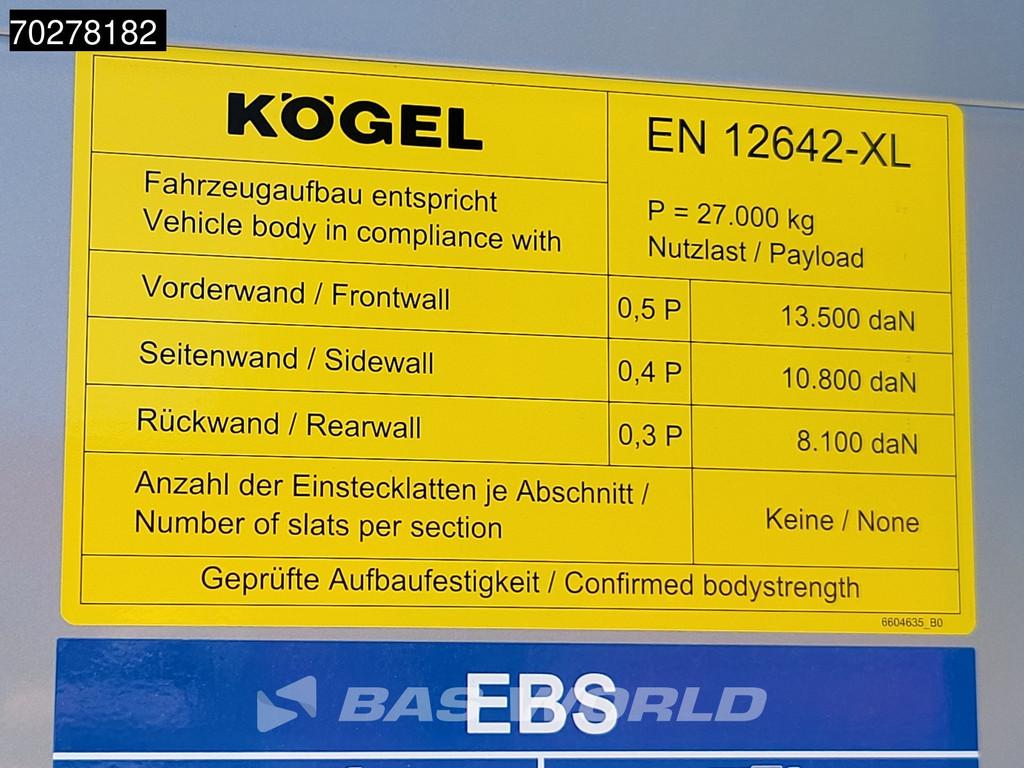 70278182
KÖGEL
EN 12642-XL
Fahrzeugaufbau entspricht
Vehicle body in compliance with
P = 27.000 kg
Nutzlast / Payload
Vorderwand / Frontwall 0,5 P 13.500 daN
Seitenwand / Sidewall 0,4 P 10.800 daN
Rückwand / Rearwall 0,3 P 8.100 daN
Anzahl der Einstecklatten je Abschnitt /
Number of slats per section
Keine / None
Geprüfte Aufbaufestigkeit / Confirmed bodystrength
6604635_B0
EBS
BAS WORLD